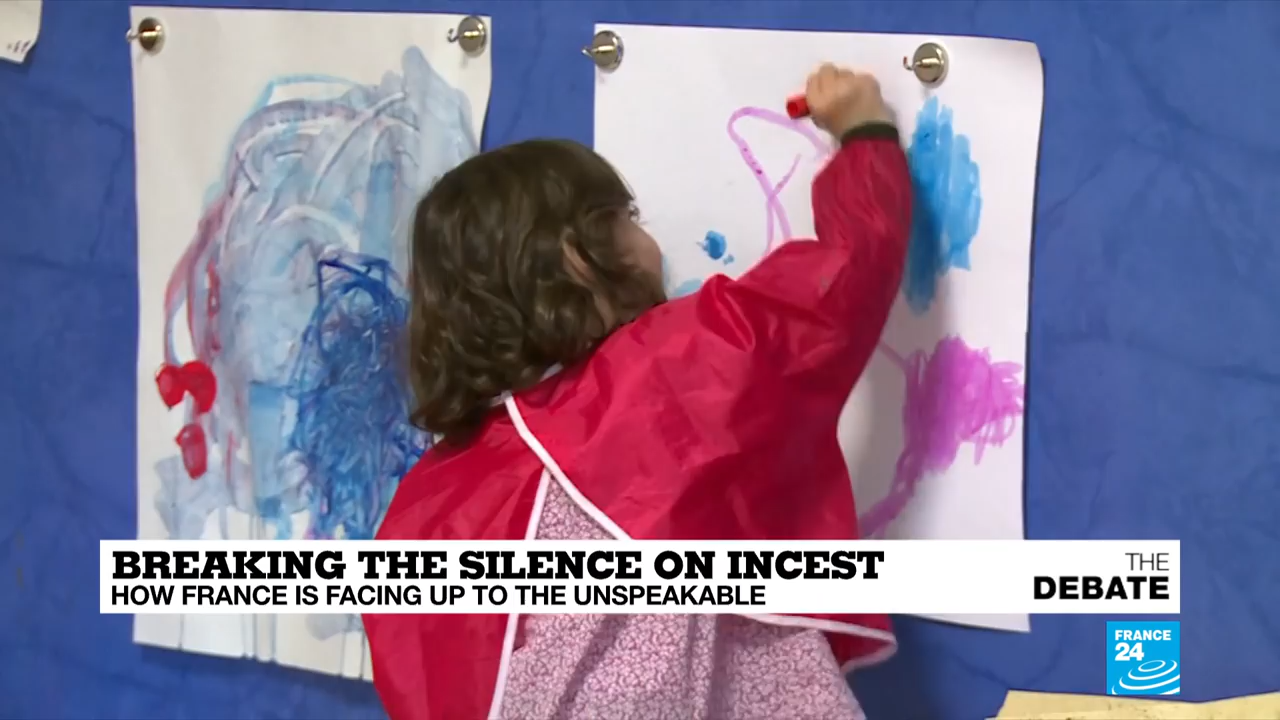 BREAKING THE SILENCE ON INCEST
HOW FRANCE IS FACING UP TO THE UNSPEAKABLE
THE
DEBATE
FRANCE
24